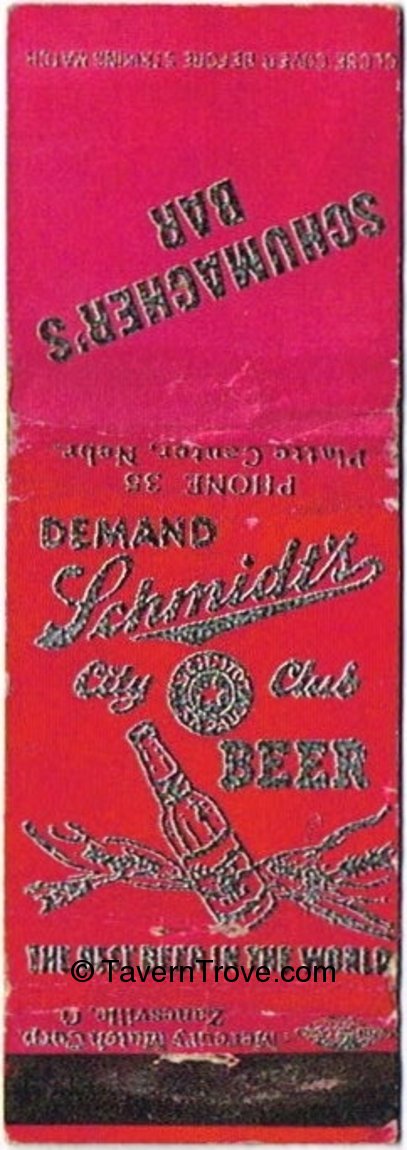 CLOSE COVER BEFORE STRIKING MATCH
SCHUMACHER'S
BAR
PHONE 35
Platte Center, Nebr.
DEMAND
Schmidt's
City Club
BEER
THE BEST BEER IN THE WORLD
© TavernTrove.com
Mercury Match Corp
Zanesville, O.